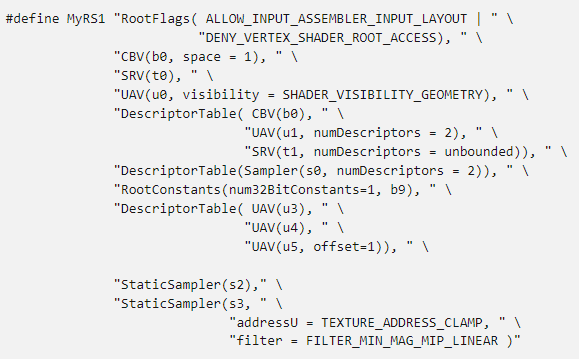 #define MyRS1 "RootFlags( ALLOW_INPUT_ASSEMBLER_INPUT_LAYOUT | " \
"DENY_VERTEX_SHADER_ROOT_ACCESS), " \
"CBV(b0, space = 1), " \
"SRV(t0), " \
"UAV(u0, visibility = SHADER_VISIBILITY_GEOMETRY), " \
"DescriptorTable( CBV(b0), " \
"UAV(u1, numDescriptors = 2), " \
"SRV(t1, numDescriptors = unbounded)), " \
"DescriptorTable(Sampler(s0, numDescriptors = 2)), " \
"RootConstants(num32BitConstants=1, b9), " \
"DescriptorTable( UAV(u3), " \
"UAV(u4), " \
"UAV(u5, offset=1)), " \
"StaticSampler(s2)," \
"StaticSampler(s3, " \
"addressU = TEXTURE_ADDRESS_CLAMP, " \
"filter = FILTER_MIN_MAG_MIP_LINEAR )"